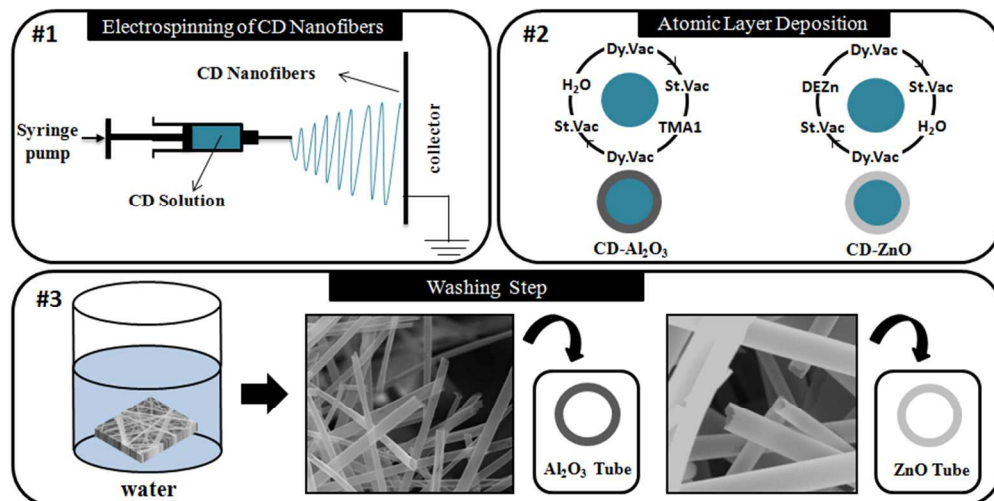 #1
Electrospinning of CD Nanofibers
CD Nanofibers
Syringe
pump
CD Solution
collector
#2
Atomic Layer Deposition
Dy.Vac
H₂O
St.Vac
St.Vac
TMA1
Dy.Vac
CD-Al₂O₃
Dy.Vac
DEZn
St.Vac
St.Vac
H₂O
Dy.Vac
CD-ZnO
#3
Washing Step
water
Al₂O₃ Tube
ZnO Tube